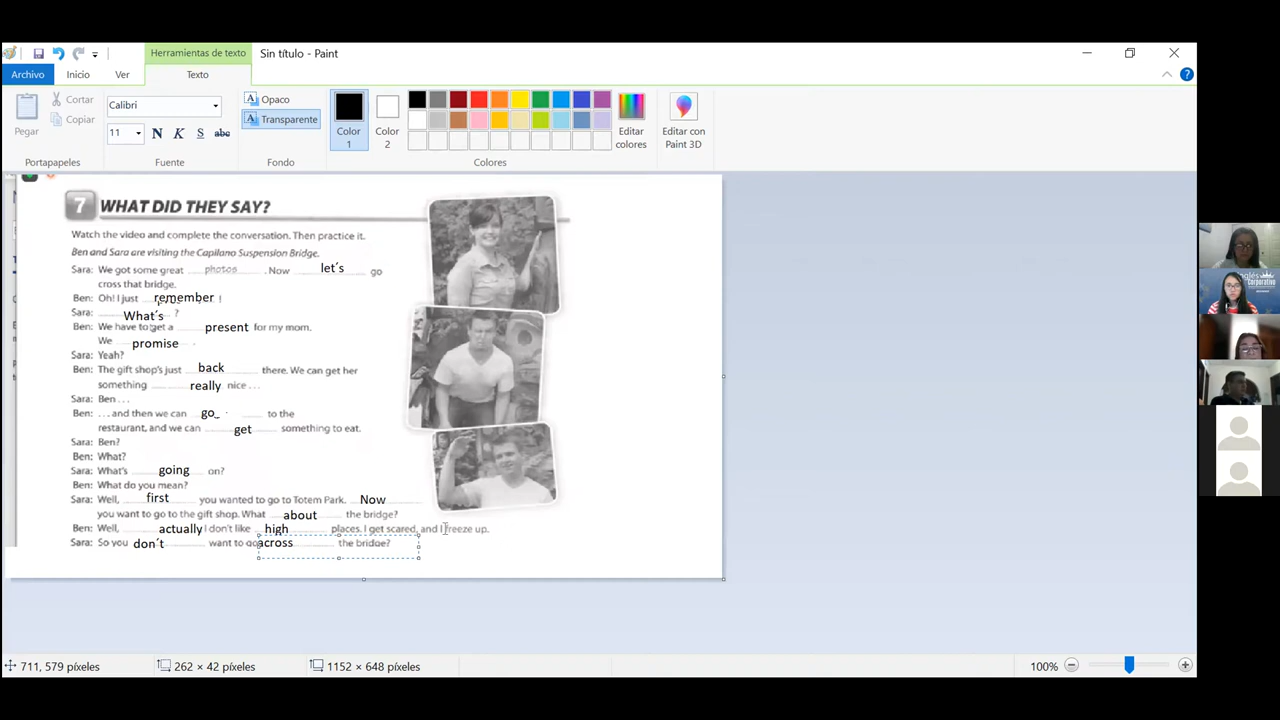 Herramientas de texto
Sin título - Paint
Archivo
Inicio
Ver
Texto
Pegar
Cortar
Copiar
Portapapeles
Calibri
11
N K S abc
Fuente
Opaco
Transparente
Fondo
Color 1
Color 2
Editar colores
Editar con Paint 3D
Colores
7 WHAT DID THEY SAY?
Watch the video and complete the conversation. Then practice it.
Ben and Sara are visiting the Capilano Suspension Bridge.
Sara: We got some great photos . Now let´s go
cross that bridge.
Ben: Oh! I just remember !
Sara: What´s ?
Ben: We have to get a present for my mom.
We promise .
Sara: Yeah?
Ben: The gift shop's just back there. We can get her
something really nice ...
Sara: Ben ...
Ben: ... and then we can go_ to the
restaurant, and we can get something to eat.
Sara: Ben?
Ben: What?
Sara: What's going on?
Ben: What do you mean?
Sara: Well, first you wanted to go to Totem Park. Now
you want to go to the gift shop. What about the bridge?
Ben: Well, actually I don't like high places. I get scared, and I freeze up.
Sara: So you don´t want to go across the bridge?
inglés corporativo
711, 579 píxeles
262 × 42 píxeles
1152 × 648 píxeles
100%